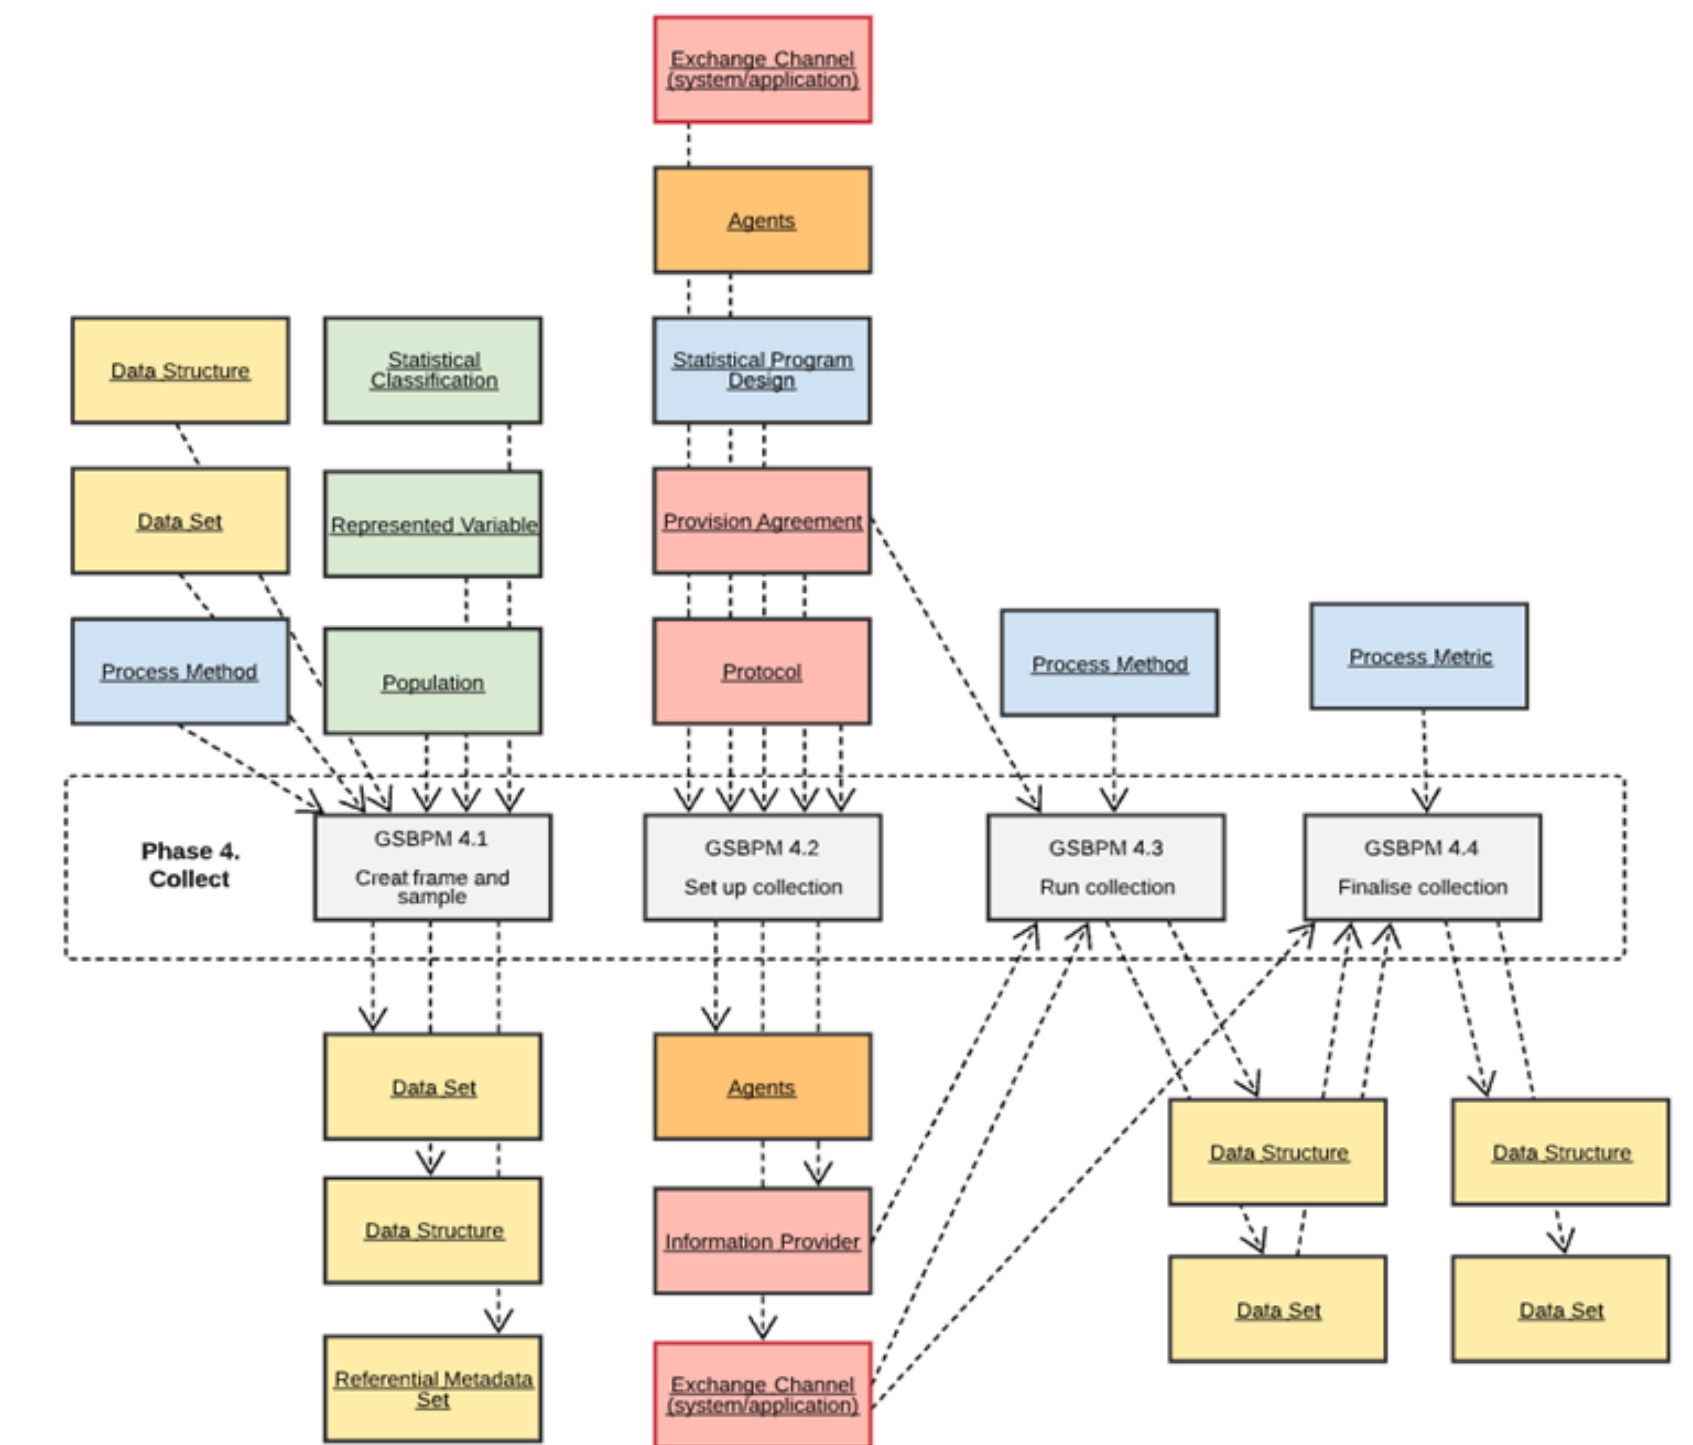 Exchange Channel
(system/application)
Agents
Data Structure
Statistical
Classification
Statistical Program
Design
Data Set
Represented Variable
Provision Agreement
Process Method
Population
Protocol
Process Method
Process Metric
Phase 4.
Collect
GSBPM 4.1
Creat frame and
sample
GSBPM 4.2
Set up collection
GSBPM 4.3
Run collection
GSBPM 4.4
Finalise collection
Data Set
Agents
Data Structure
Data Structure
Data Structure
Information Provider
Data Set
Data Set
Referential Metadata
Set
Exchange Channel
(system/application)